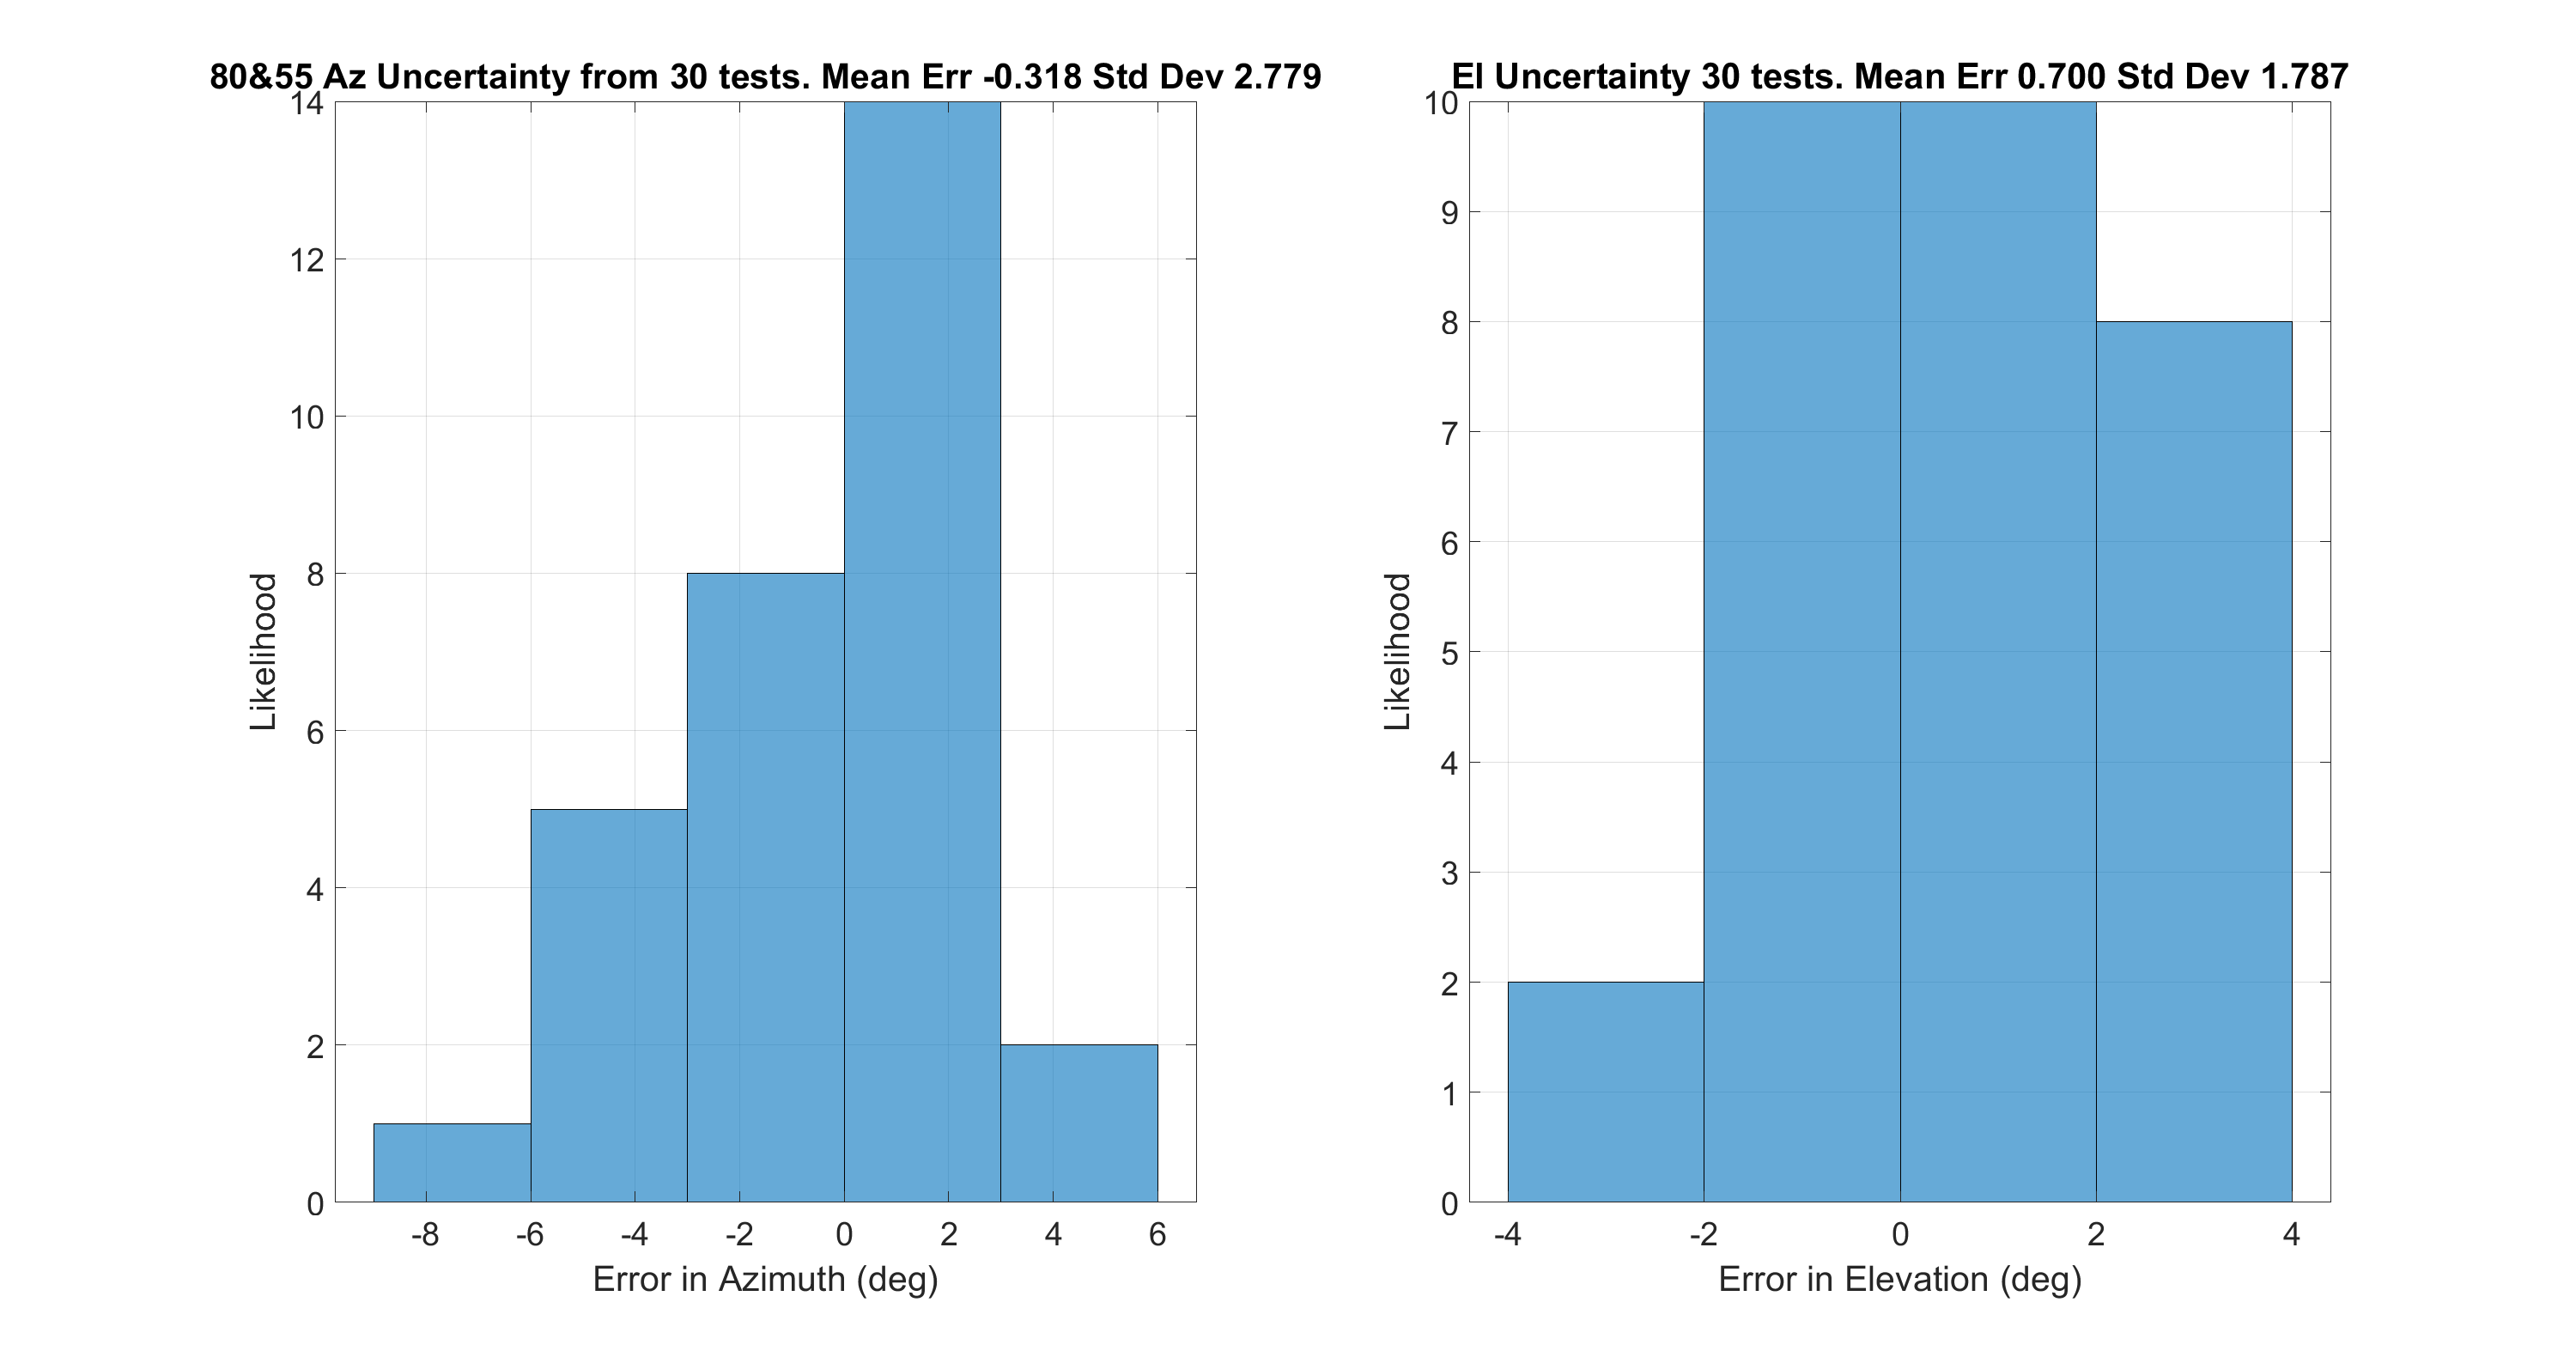 80&55 Az Uncertainty from 30 tests. Mean Err -0.318 Std Dev 2.779
14
12
10
8
6
4
2
0
Likelihood
-8 -6 -4 -2 0 2 4 6
Error in Azimuth (deg)
El Uncertainty 30 tests. Mean Err 0.700 Std Dev 1.787
10
9
8
7
6
5
4
3
2
1
0
Likelihood
-4 -2 0 2 4
Error in Elevation (deg)